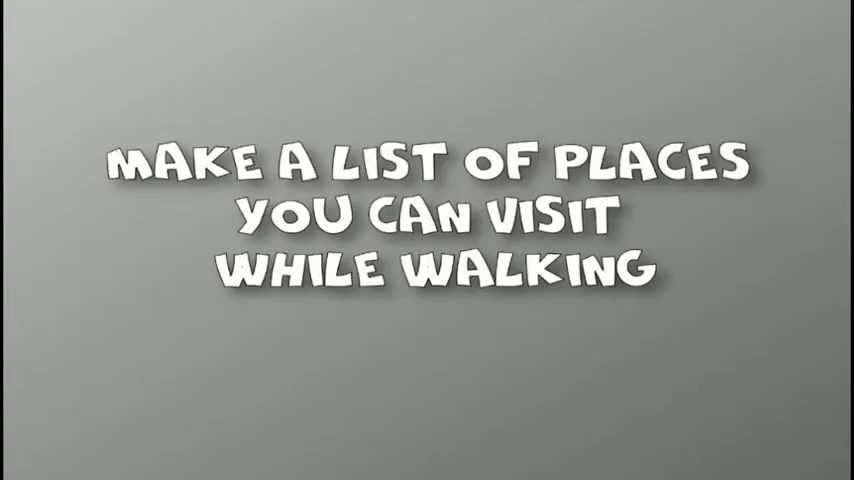 MAKE A LIST OF PLACES
YOU CAN VISIT
WHILE WALKING